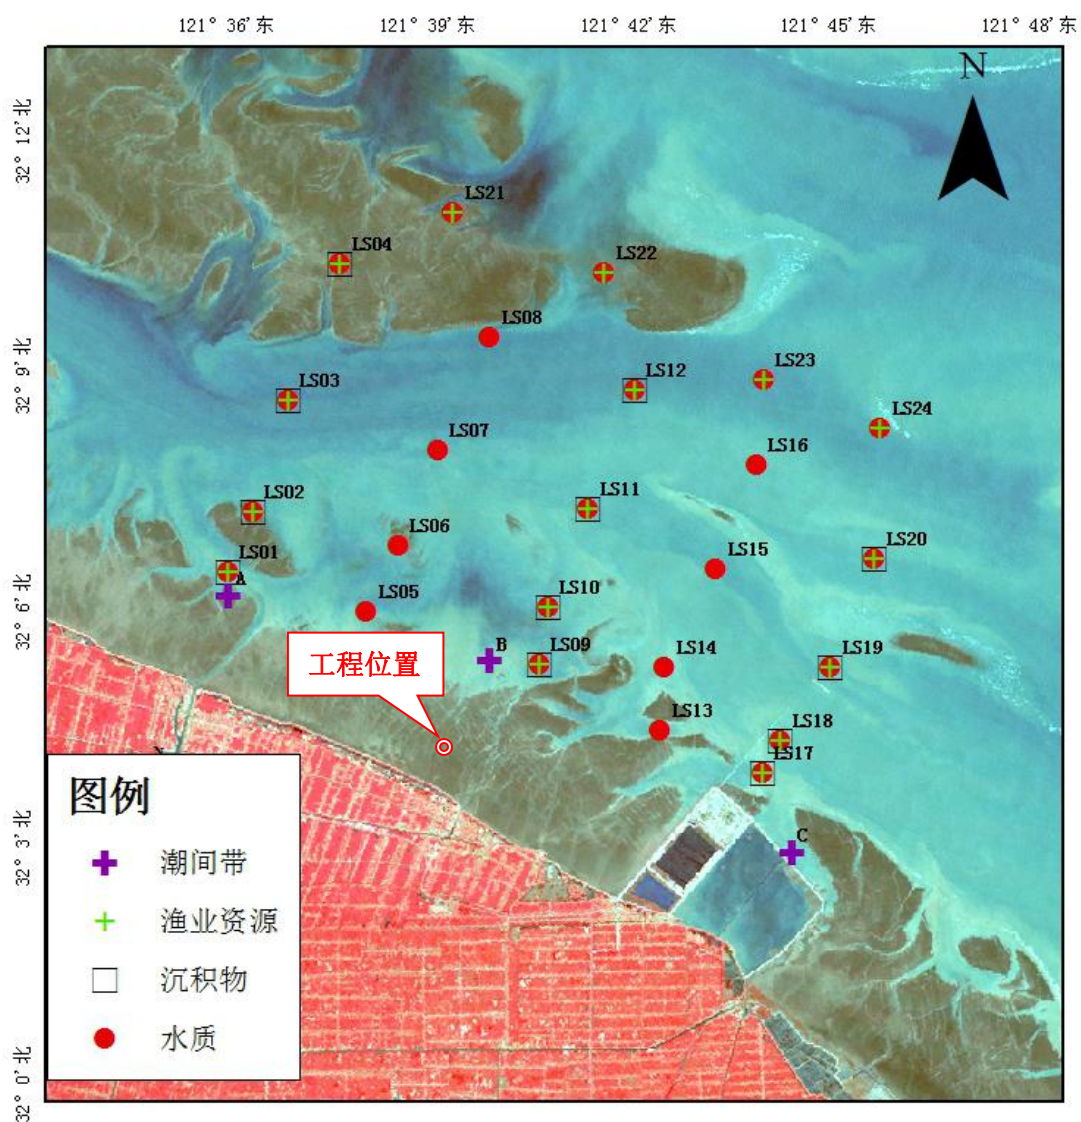 121° 36′ 东
121° 39′ 东
121° 42′ 东
121° 45′ 东
121° 48′ 东
N
32° 12′ 北
32° 9′ 北
32° 6′ 北
32° 3′ 北
32° 0′ 北
LS21
LS04
LS22
LS08
LS23
LS12
LS03
LS24
LS07
LS16
LS02
LS11
LS06
LS20
LS15
LS01
A
LS10
LS05
B
LS09
LS14
LS19
工程位置
LS13
LS18
LS17
C
图例
潮间带
渔业资源
沉积物
水质